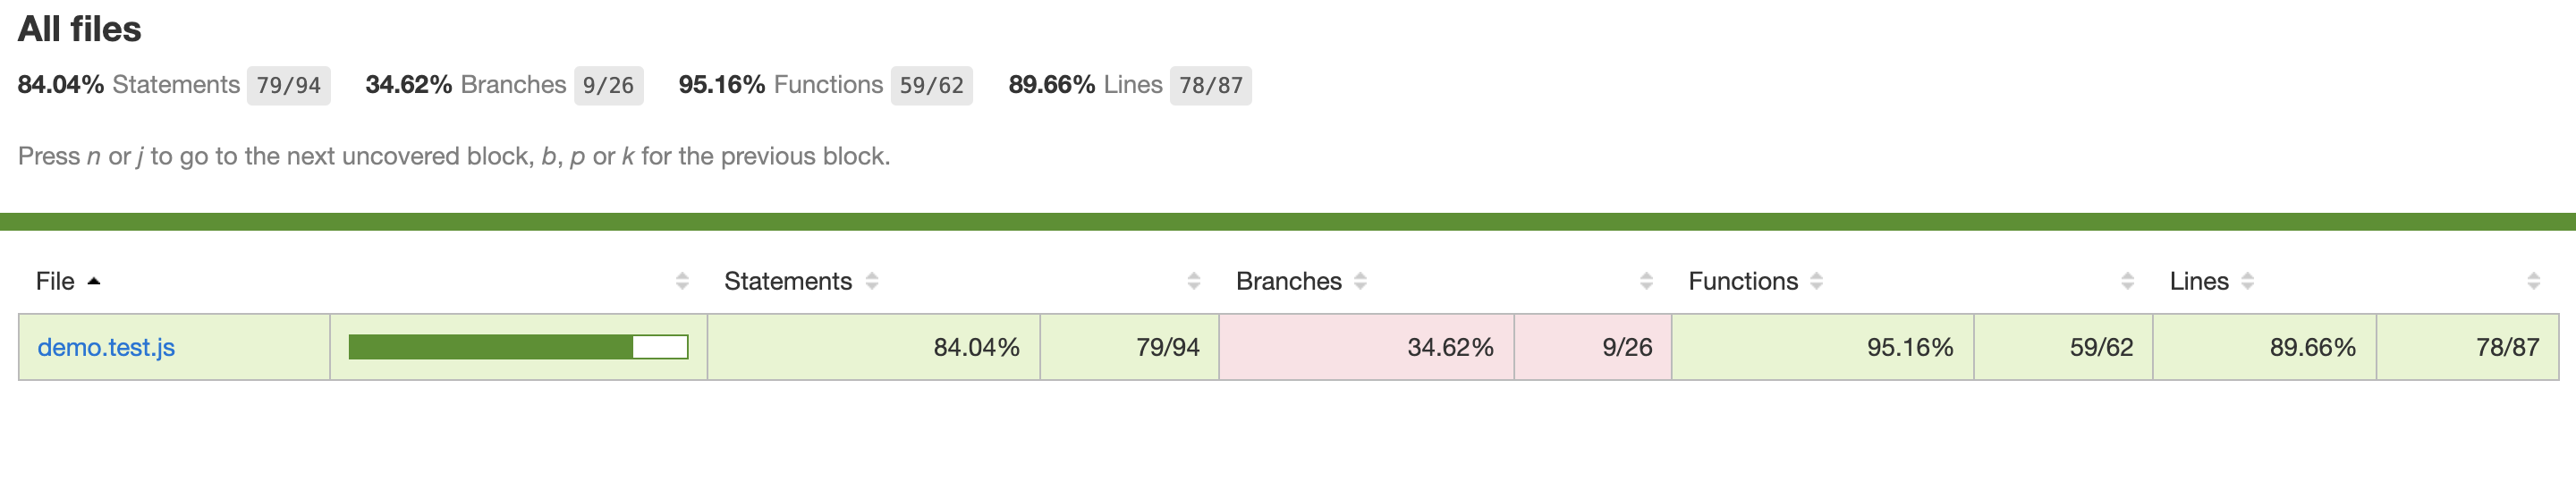 All files
84.04% Statements 79/94 34.62% Branches 9/26 95.16% Functions 59/62 89.66% Lines 78/87
Press n or j to go to the next uncovered block, b, p or k for the previous block.
File Statements Branches Functions Lines
demo.test.js 84.04% 79/94 34.62% 9/26 95.16% 59/62 89.66% 78/87